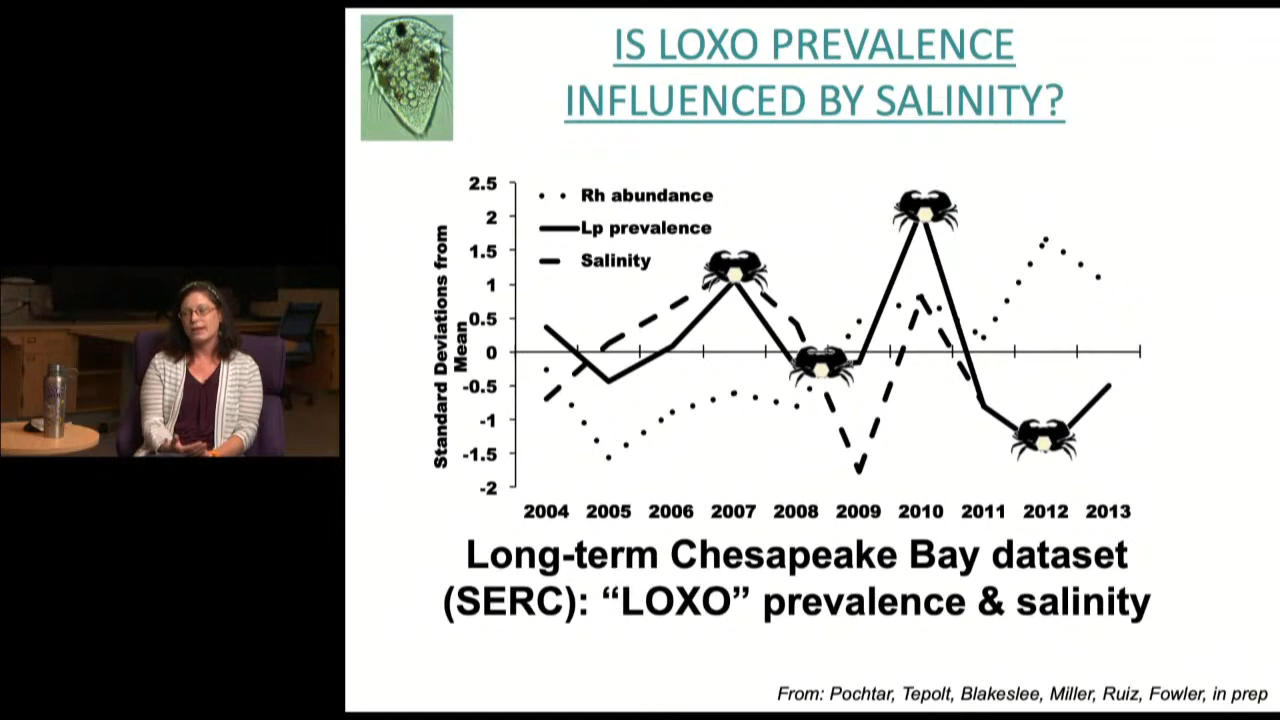 IS LOXO PREVALENCE
INFLUENCED BY SALINITY?
Standard Deviations from
Mean
2.5
2
1.5
1
0.5
0
-0.5
-1
-1.5
-2
Rh abundance
Lp prevalence
Salinity
2004 2005 2006 2007 2008 2009 2010 2011 2012 2013
Long-term Chesapeake Bay dataset
(SERC): “LOXO” prevalence & salinity
From: Pochtar, Tepolt, Blakeslee, Miller, Ruiz, Fowler, in prep